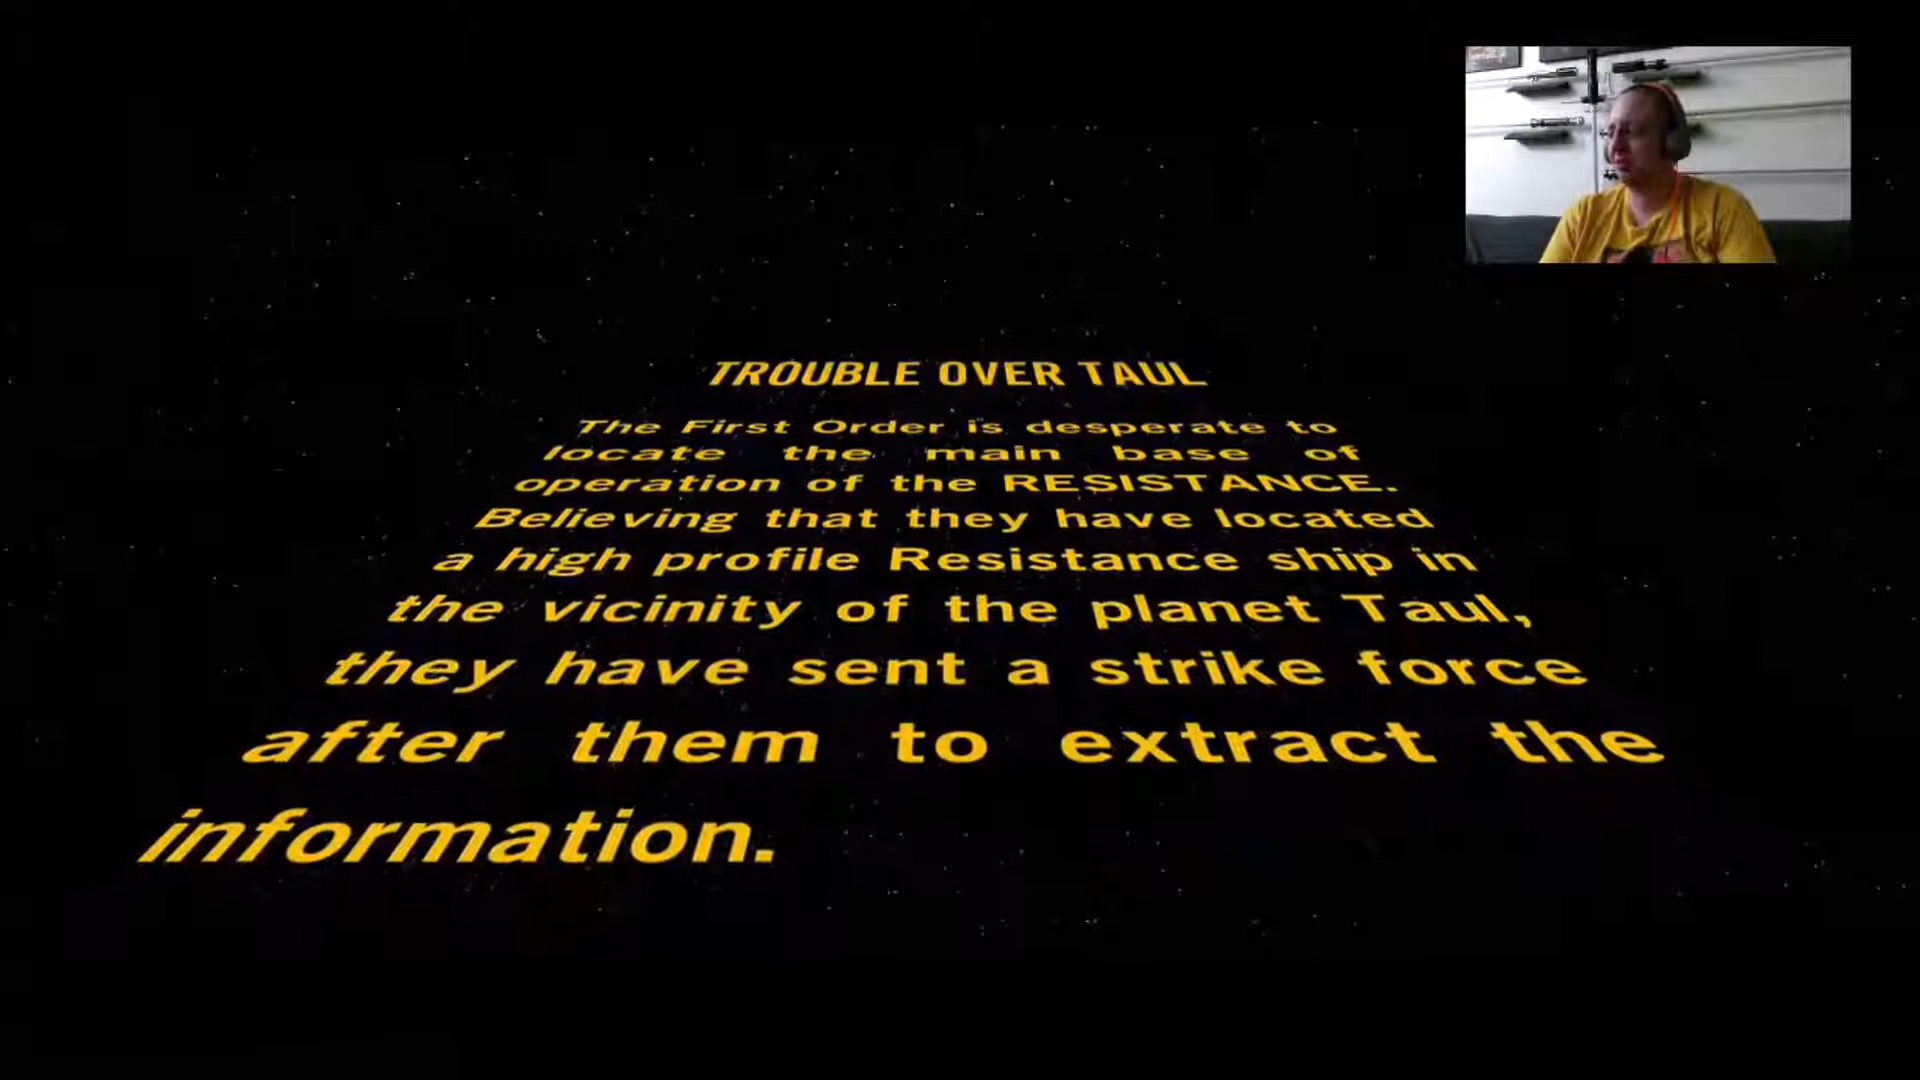 TROUBLE OVER TAUL
The First Order is desperate to
locate the main base of
operation of the RESISTANCE.
Believing that they have located
a high profile Resistance ship in
the vicinity of the planet Taul,
they have sent a strike force
after them to extract the
information.